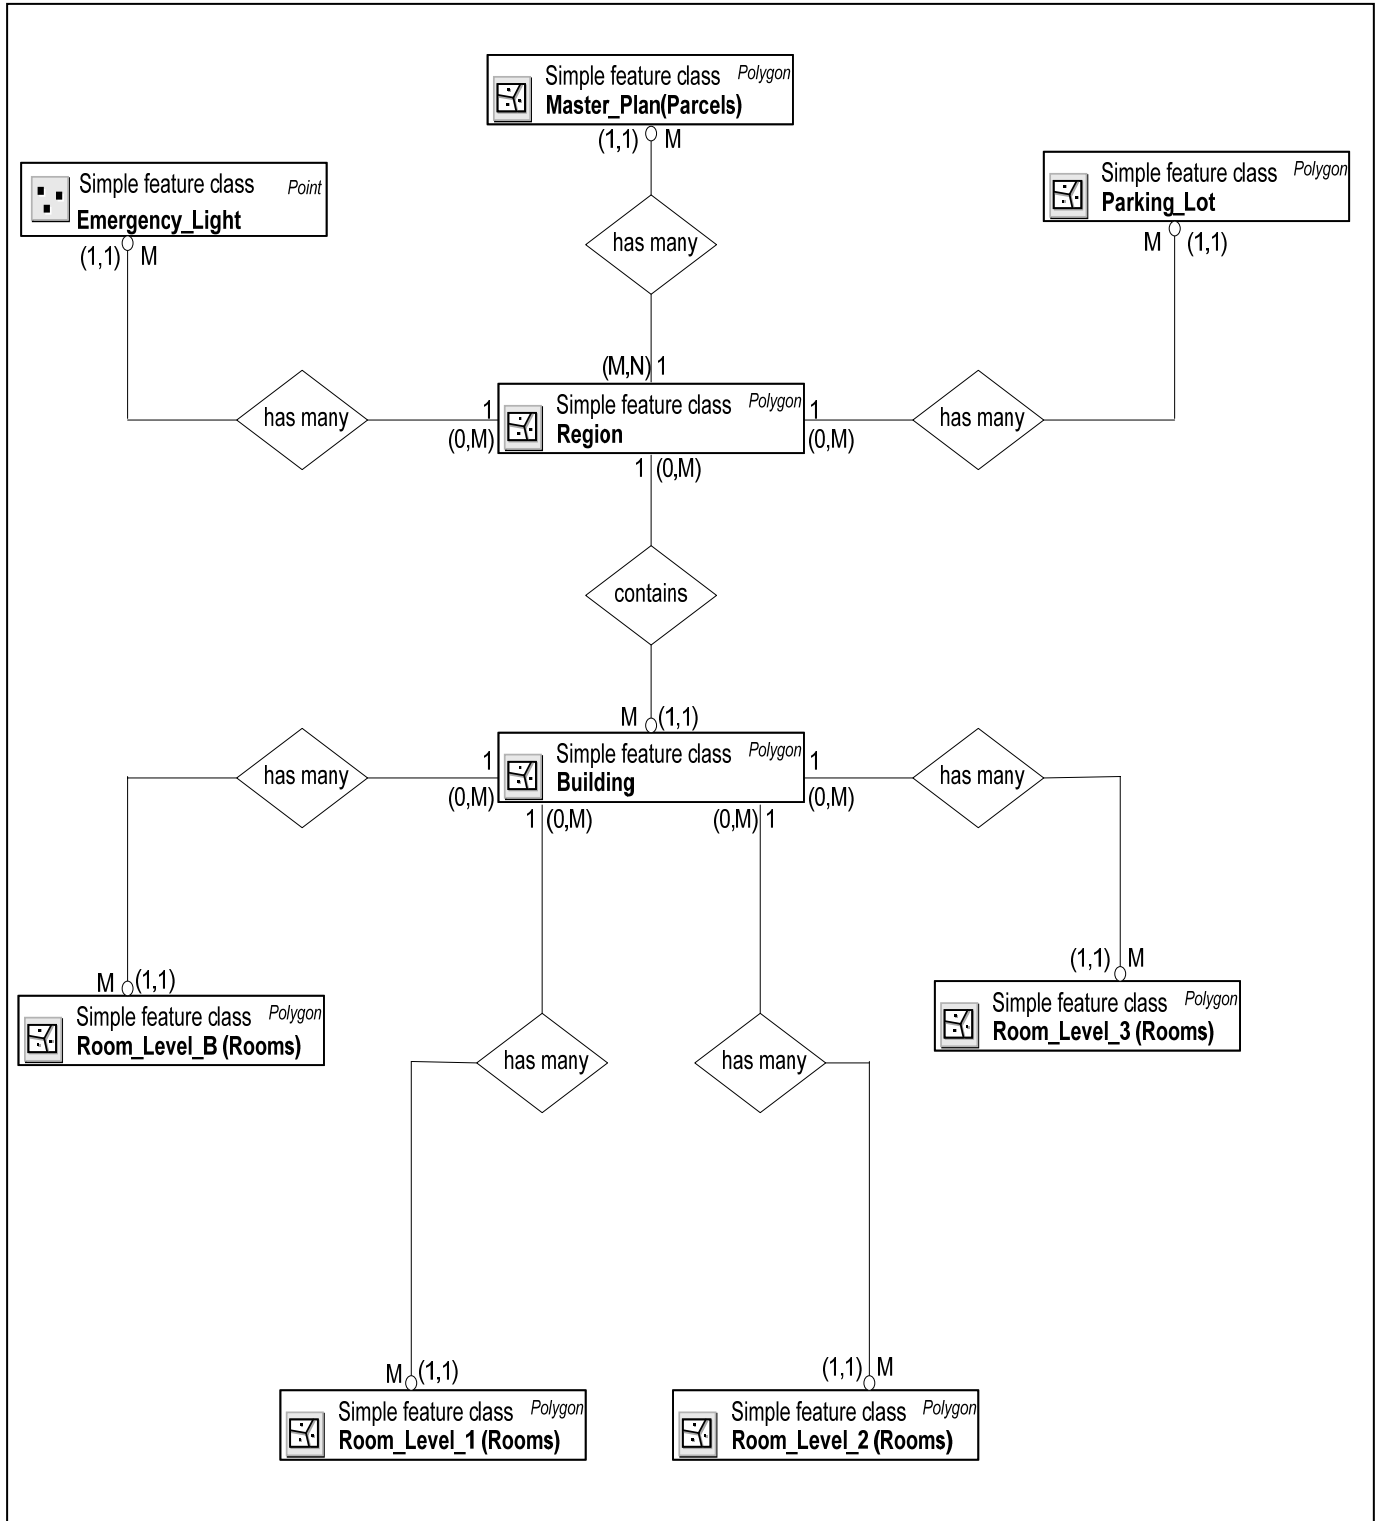 Simple feature class Polygon
Master_Plan(Parcels)
(1,1) M
Simple feature class Point
Emergency_Light
(1,1) M
Simple feature class Polygon
Parking_Lot
M (1,1)
has many
(M,N) 1
has many
1
(0,M)
Simple feature class Polygon
Region
1
(0,M)
has many
1 (0,M)
contains
M (1,1)
has many
1
(0,M)
Simple feature class Polygon
Building
1
(0,M)
has many
1 (0,M)
(0,M) 1
M (1,1)
Simple feature class Polygon
Room_Level_B (Rooms)
(1,1) M
Simple feature class Polygon
Room_Level_3 (Rooms)
has many
has many
M (1,1)
Simple feature class Polygon
Room_Level_1 (Rooms)
(1,1) M
Simple feature class Polygon
Room_Level_2 (Rooms)